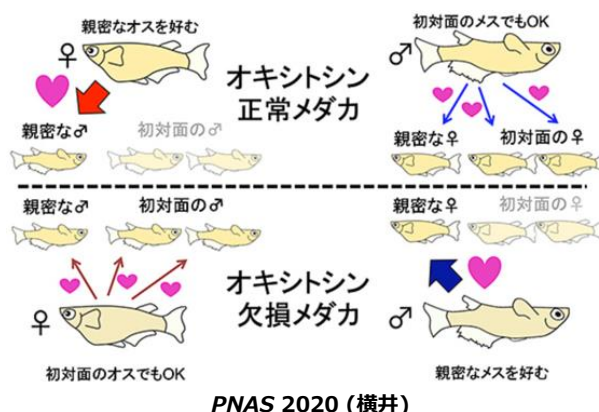 親密なオスを好む
初対面のメスでもOK
♀
♂
オキシトシン
正常メダカ
親密な♂
初対面の♂
親密な♀
初対面の♀
親密な♂
初対面の♂
親密な♀
初対面の♀
オキシトシン
欠損メダカ
♀
♂
初対面のオスでもOK
親密なメスを好む
PNAS 2020 (横井)